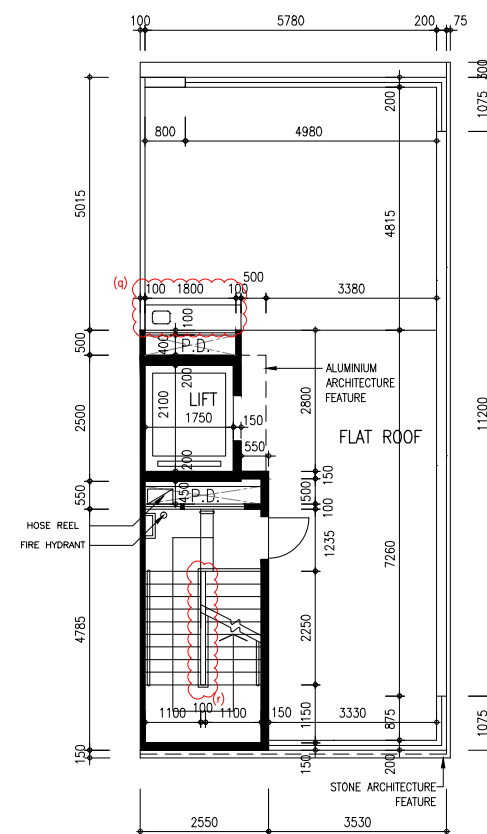 100 5780 200 75
300
200
1075
800 4980
5015
4815
500
(q)
100 1800 100 3380
100
500
400
P.D.
ALUMINIUM
ARCHITECTURE
FEATURE
200
2100
LIFT
1750
150
2500
2800
11200
FLAT ROOF
550
200
150
550
450
P.D.
500
100
HOSE REEL
FIRE HYDRANT
1235
7260
4785
2250
(r)
100
1100 1100 150 3330
1150
875
1075
150
150
200
STONE ARCHITECTURE
FEATURE
2550 3530